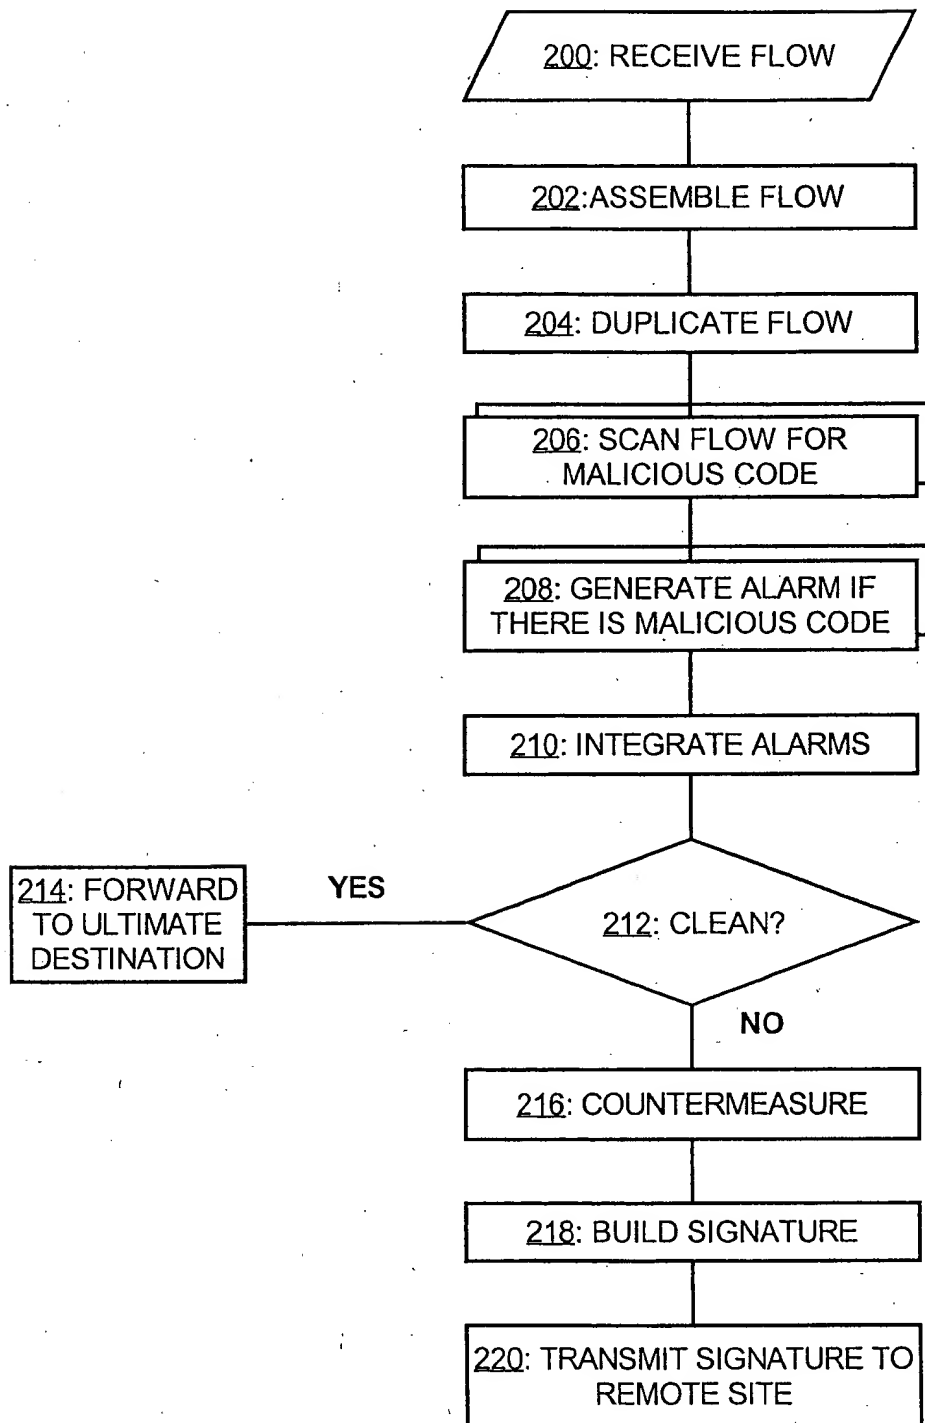 200: RECEIVE FLOW
202:ASSEMBLE FLOW
204: DUPLICATE FLOW
206: SCAN FLOW FOR
MALICIOUS CODE
208: GENERATE ALARM IF
THERE IS MALICIOUS CODE
210: INTEGRATE ALARMS
212: CLEAN?
YES
214: FORWARD
TO ULTIMATE
DESTINATION
NO
216: COUNTERMEASURE
218: BUILD SIGNATURE
220: TRANSMIT SIGNATURE TO
REMOTE SITE